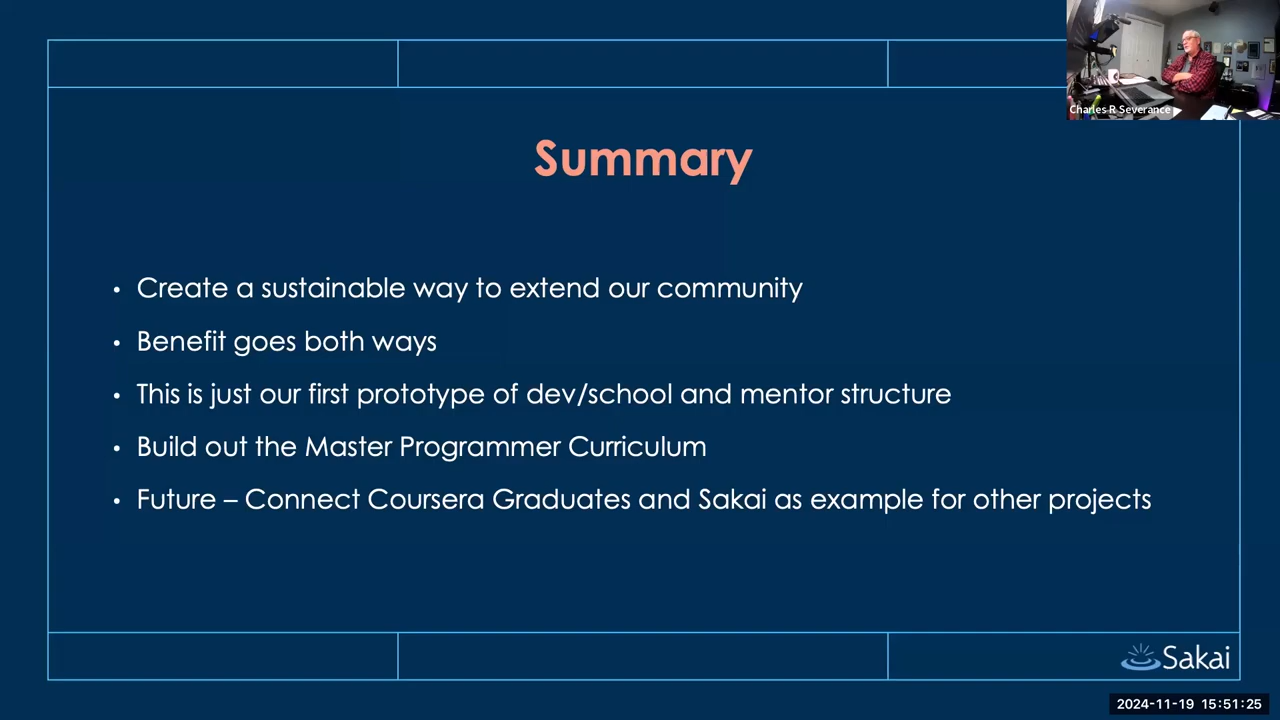 Charles R Severance
Summary
• Create a sustainable way to extend our community
• Benefit goes both ways
• This is just our first prototype of dev/school and mentor structure
• Build out the Master Programmer Curriculum
• Future – Connect Coursera Graduates and Sakai as example for other projects
Sakai
2024-11-19 15:51:25